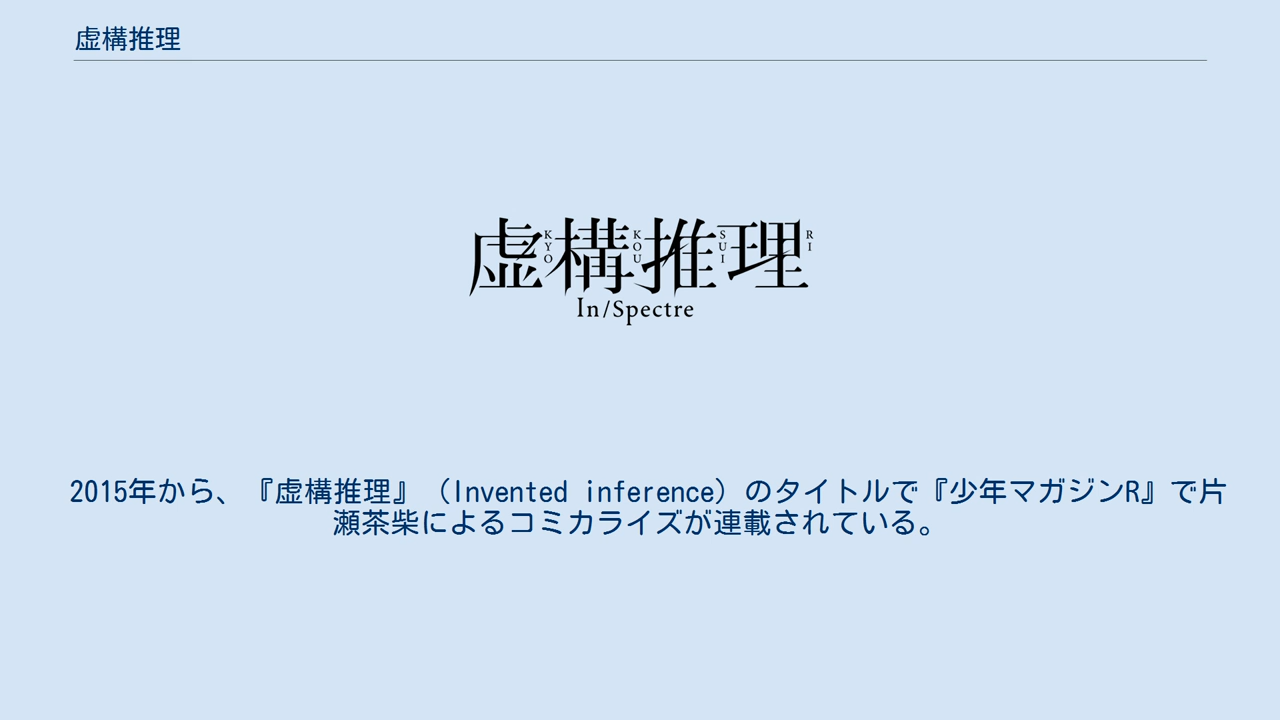 虚構推理
虚構推理
KYO KOU SUI RI
In/Spectre
2015年から、『虚構推理』（Invented inference）のタイトルで『少年マガジンR』で片
瀬茶柴によるコミカライズが連載されている。